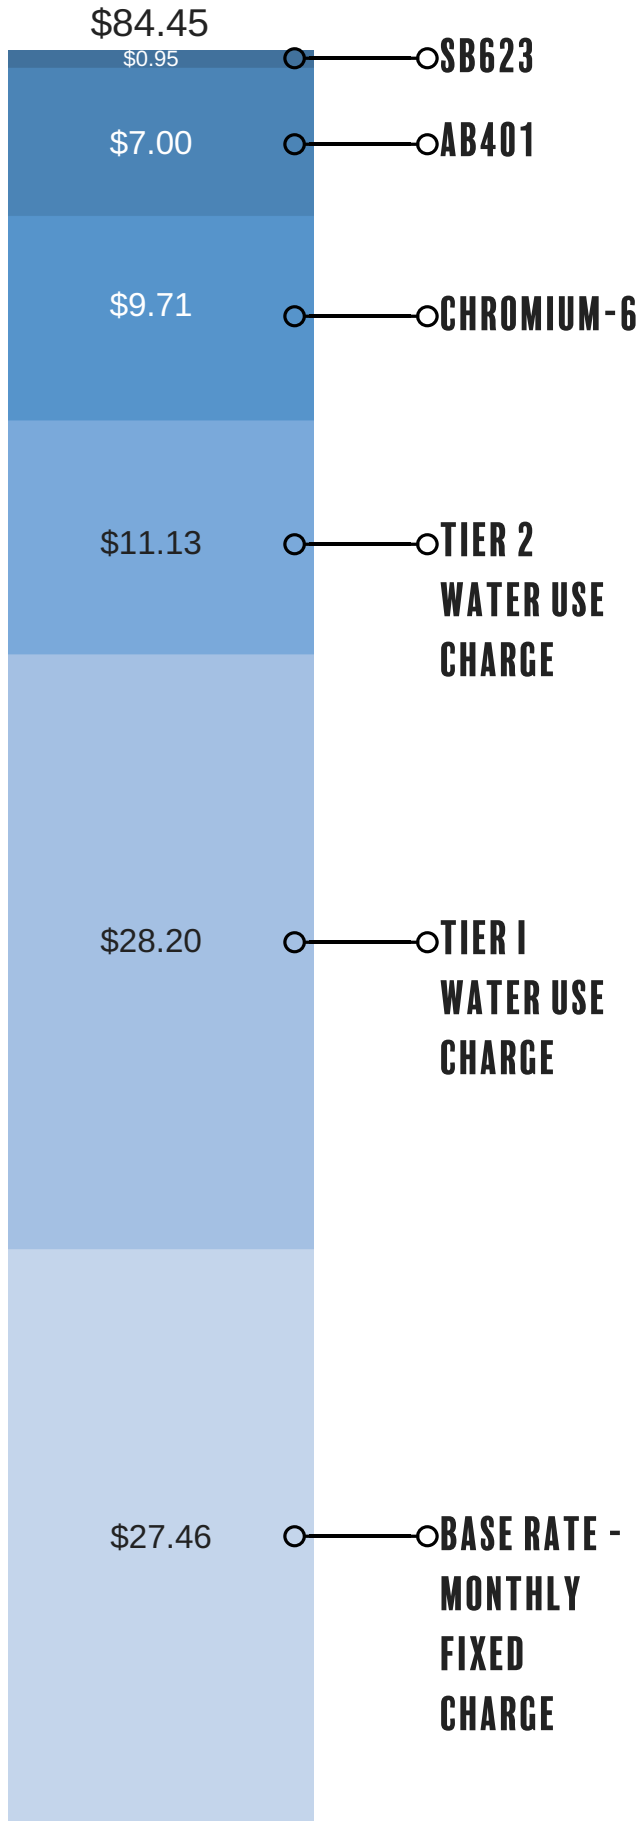 $84.45
$0.95
SB623
$7.00
AB401
$9.71
CHROMIUM-6
$11.13
TIER 2
WATER USE
CHARGE
$28.20
TIER 1
WATER USE
CHARGE
$27.46
BASE RATE -
MONTHLY
FIXED
CHARGE